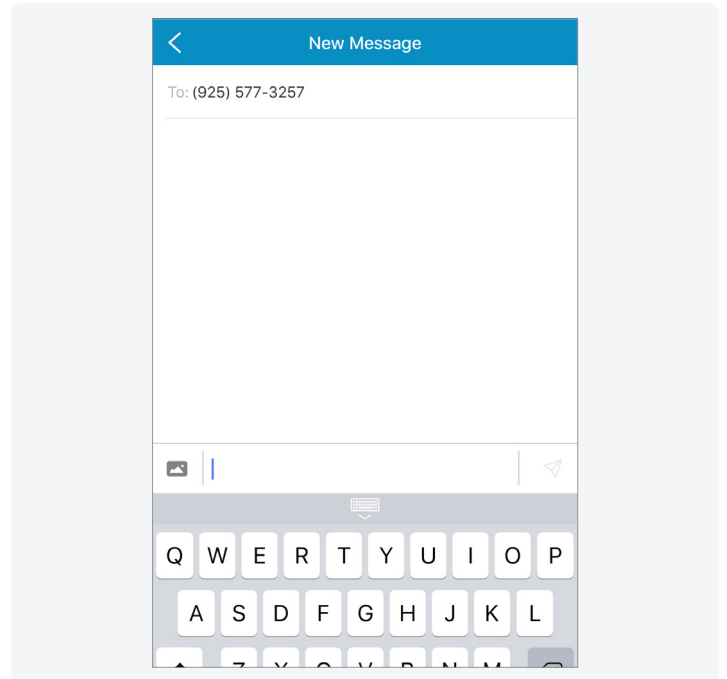 New Message
To: (925) 577-3257
Q W E R T Y U I O P
A S D F G H J K L
Z X C V B N M